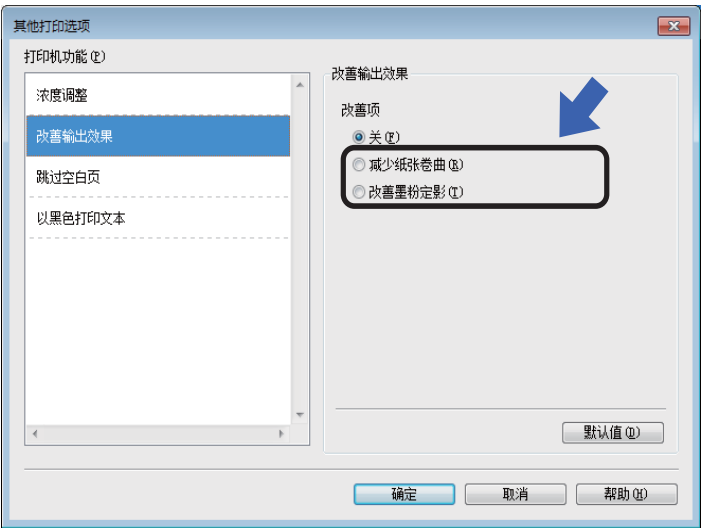 其他打印选项
打印机功能(P)
浓度调整
改善输出效果
跳过空白页
以黑色打印文本
改善输出效果
改善项
关(F)
减少纸张卷曲(R)
改善墨粉定影(T)
默认值(D)
确定
取消
帮助(H)